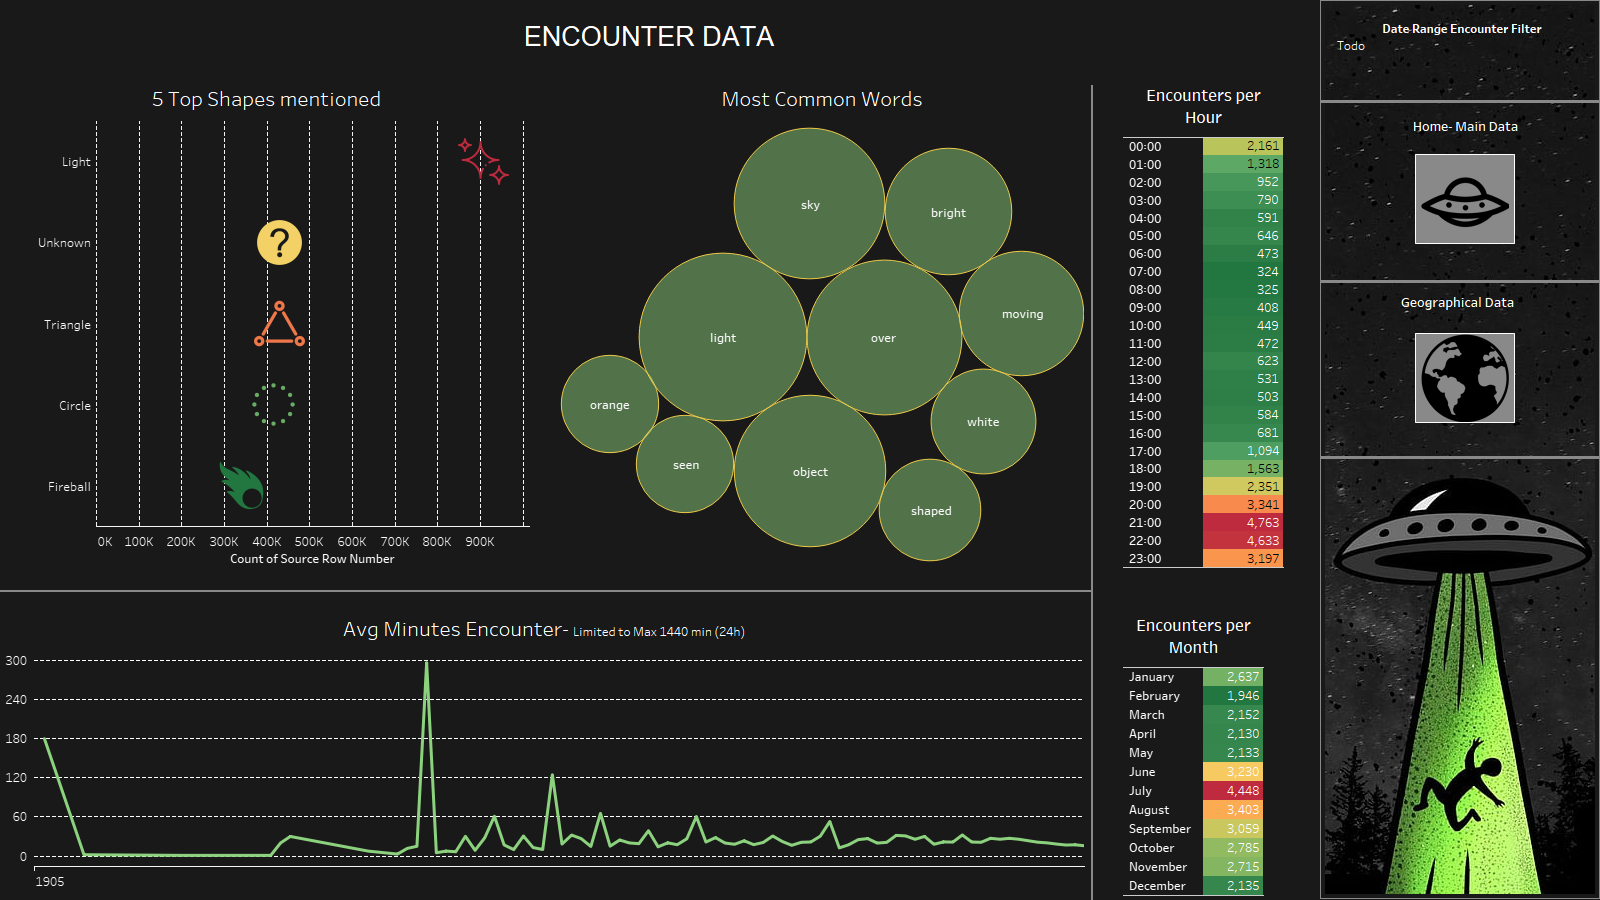 ENCOUNTER DATA
5 Top Shapes mentioned
Light
Unknown
?
Triangle
Circle
Fireball
0K 100K 200K 300K 400K 500K 600K 700K 800K 900K
Count of Source Row Number
Most Common Words
sky
bright
moving
light
over
orange
white
seen
object
shaped
Encounters per
Hour
00:00 2,161
01:00 1,318
02:00 952
03:00 790
04:00 591
05:00 646
06:00 473
07:00 324
08:00 325
09:00 408
10:00 449
11:00 472
12:00 623
13:00 531
14:00 503
15:00 584
16:00 681
17:00 1,094
18:00 1,563
19:00 2,351
20:00 3,341
21:00 4,763
22:00 4,633
23:00 3,197
Avg Minutes Encounter- Limited to Max 1440 min (24h)
300
240
180
120
60
0
1905
Encounters per
Month
January 2,637
February 1,946
March 2,152
April 2,130
May 2,133
June 3,230
July 4,448
August 3,403
September 3,059
October 2,785
November 2,715
December 2,135
Date Range Encounter Filter
Todo
Home- Main Data
Geographical Data